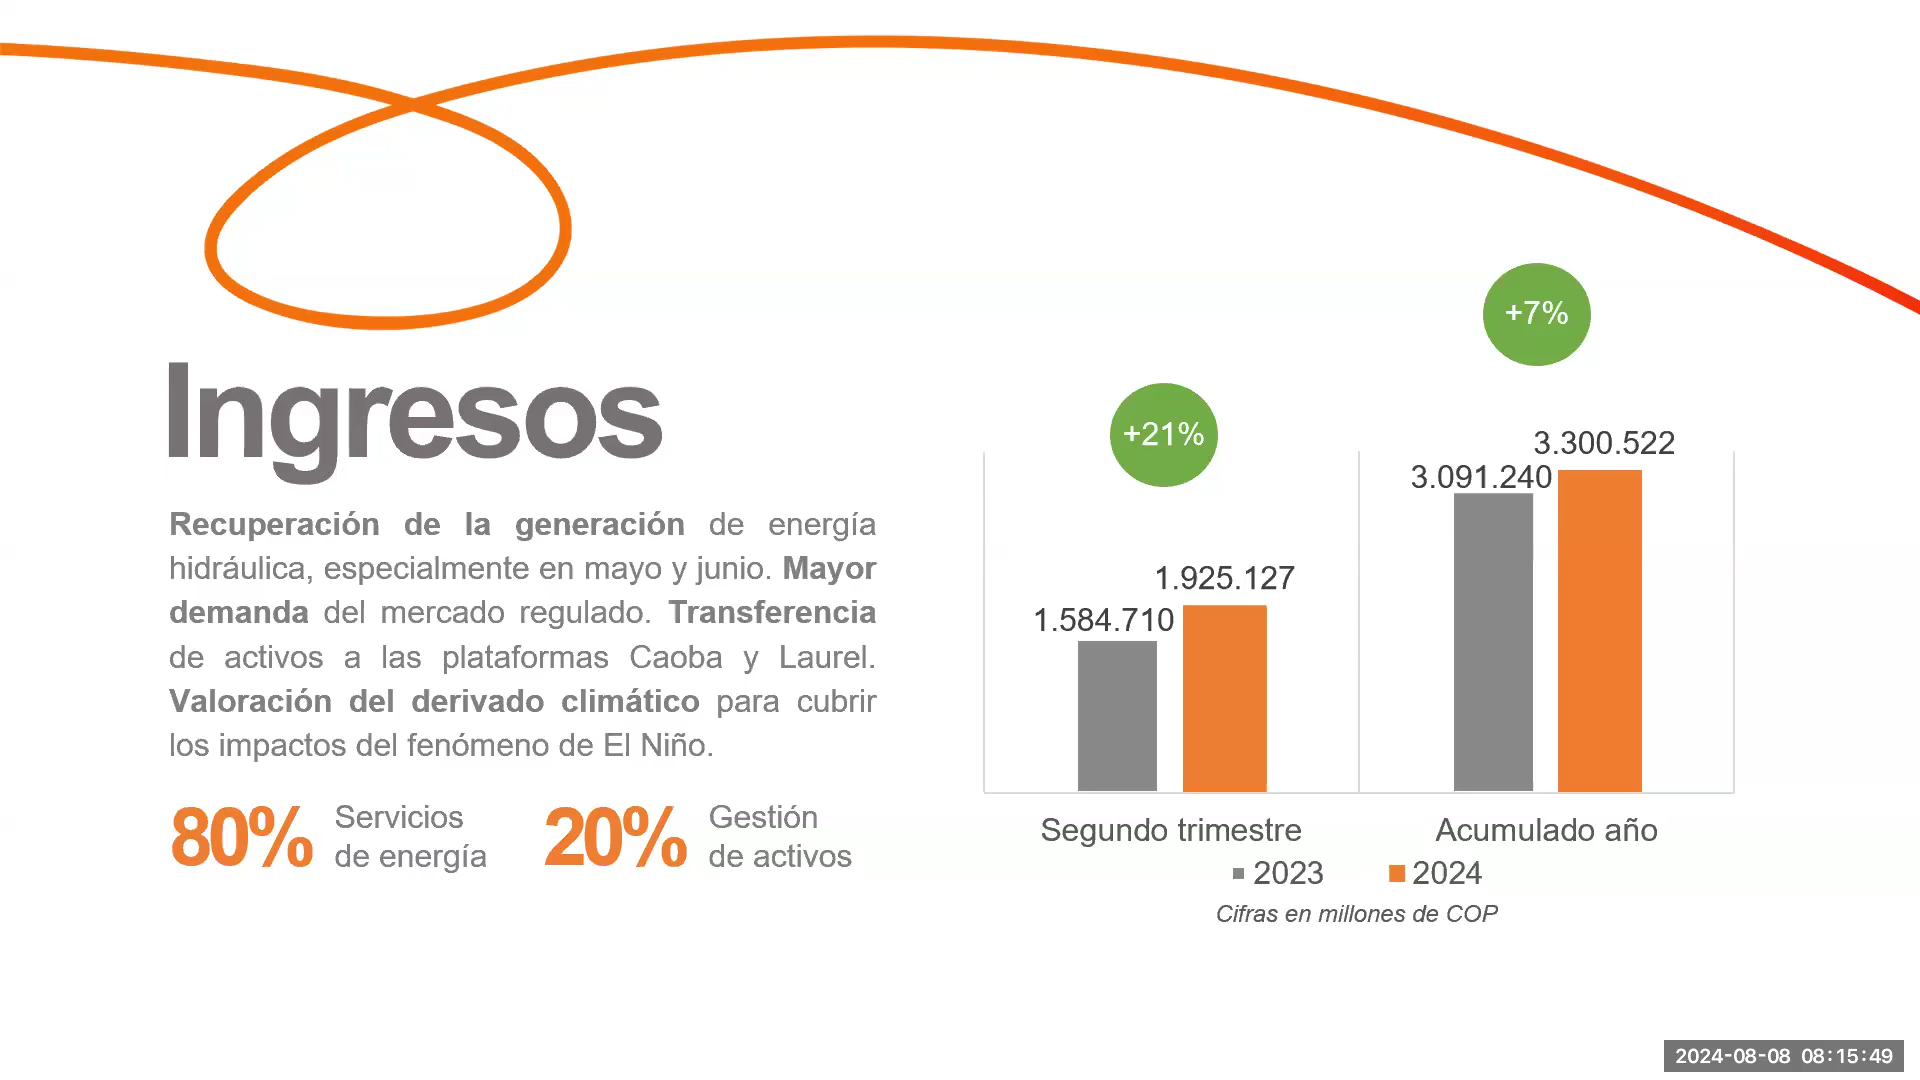 Ingresos
Recuperación de la generación de energía
hidráulica, especialmente en mayo y junio. Mayor
demanda del mercado regulado. Transferencia
de activos a las plataformas Caoba y Laurel.
Valoración del derivado climático para cubrir
los impactos del fenómeno de El Niño.
80% Servicios de energía
20% Gestión de activos
+21%
+7%
1.584.710
1.925.127
3.091.240
3.300.522
Segundo trimestre
Acumulado año
2023
2024
Cifras en millones de COP
2024-08-08 08:15:49